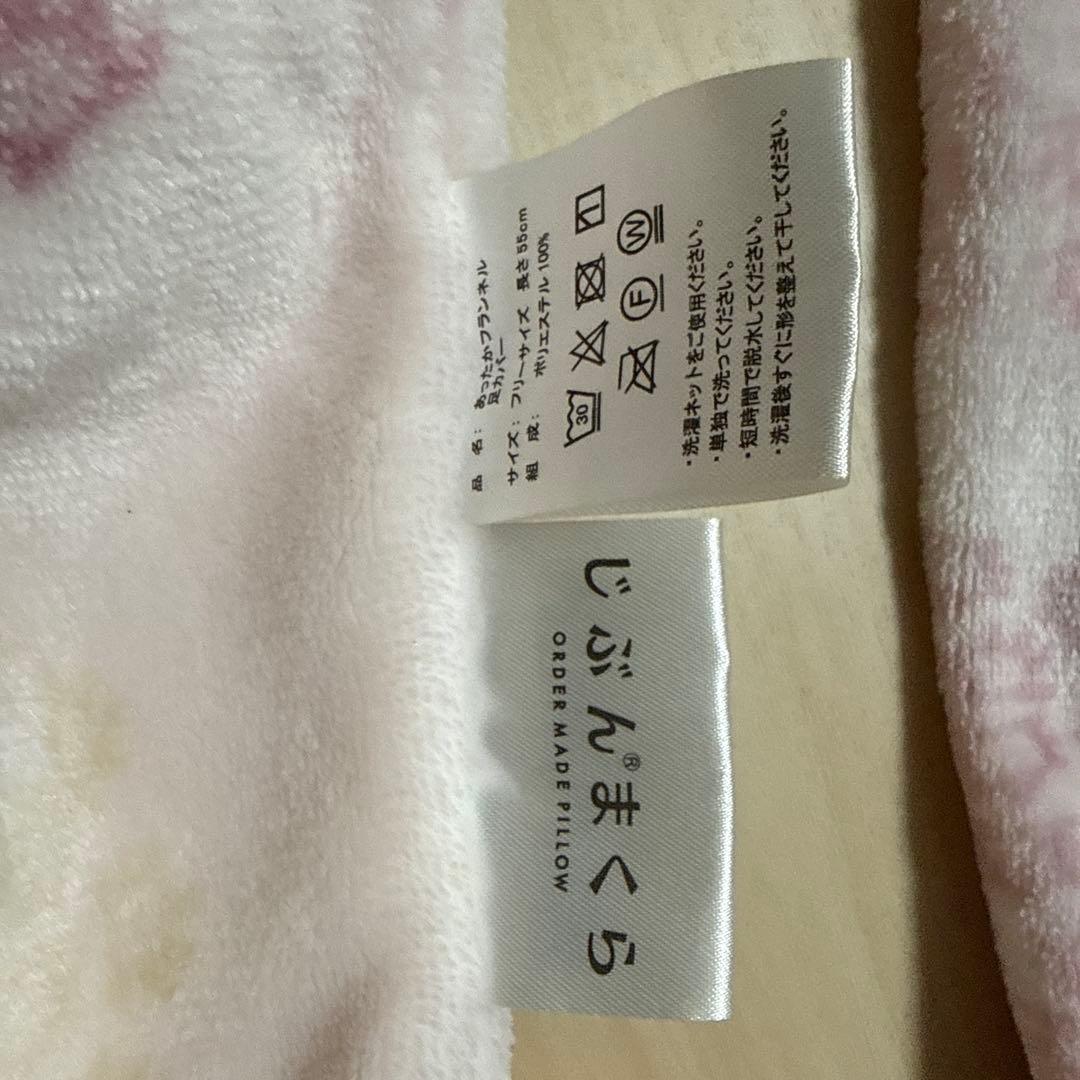 品　名：あったかフランネル
足カバー
サイズ：フリーサイズ　長さ55cm
組　成：ポリエステル100%
30
F W
・洗濯ネットをご使用ください。
・単独で洗ってください。
・短時間で脱水してください。
・洗濯後すぐに形を整えて干してください。
じぶん®まくら
ORDER MADE PILLOW